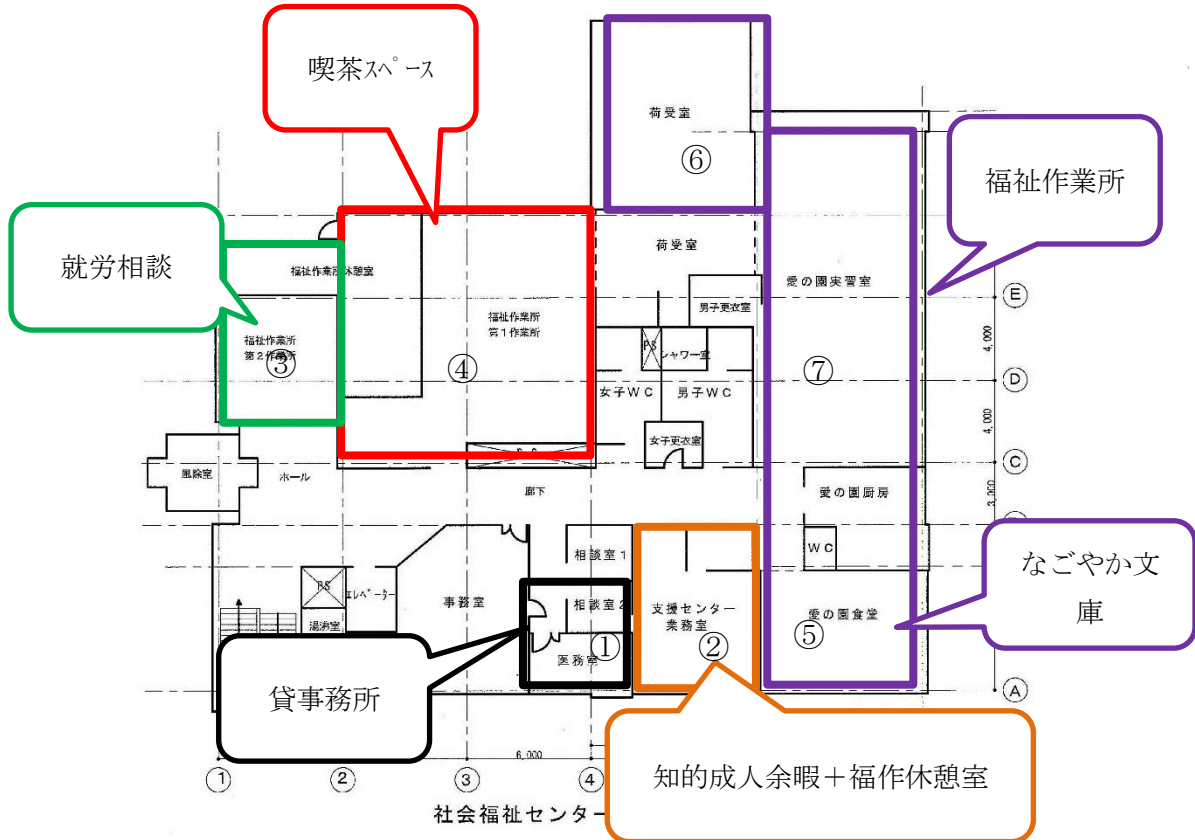 喫茶ｽﾍﾟｰｽ
荷受室
⑥
福祉作業所
就労相談
福祉作業所休憩室
荷受室
愛の園実習室
男子更衣室
E
福祉作業所
第1作業所
福祉作業所
第2作業所
③
④
PS
シャワー室
⑦
4,000
D
女子WC
男子WC
4,000
女子更衣室
風除室
ホール
C
廊下
愛の園厨房
3,000
WC
なごやか文
庫
相談室1
PS
エレベーター
事務室
相談室2
支援センター
業務室
愛の園食堂
湯沸室
①
②
⑤
医務室
貸事務所
A
6,000
知的成人余暇＋福作休憩室
1
2
3
4
社会福祉センター